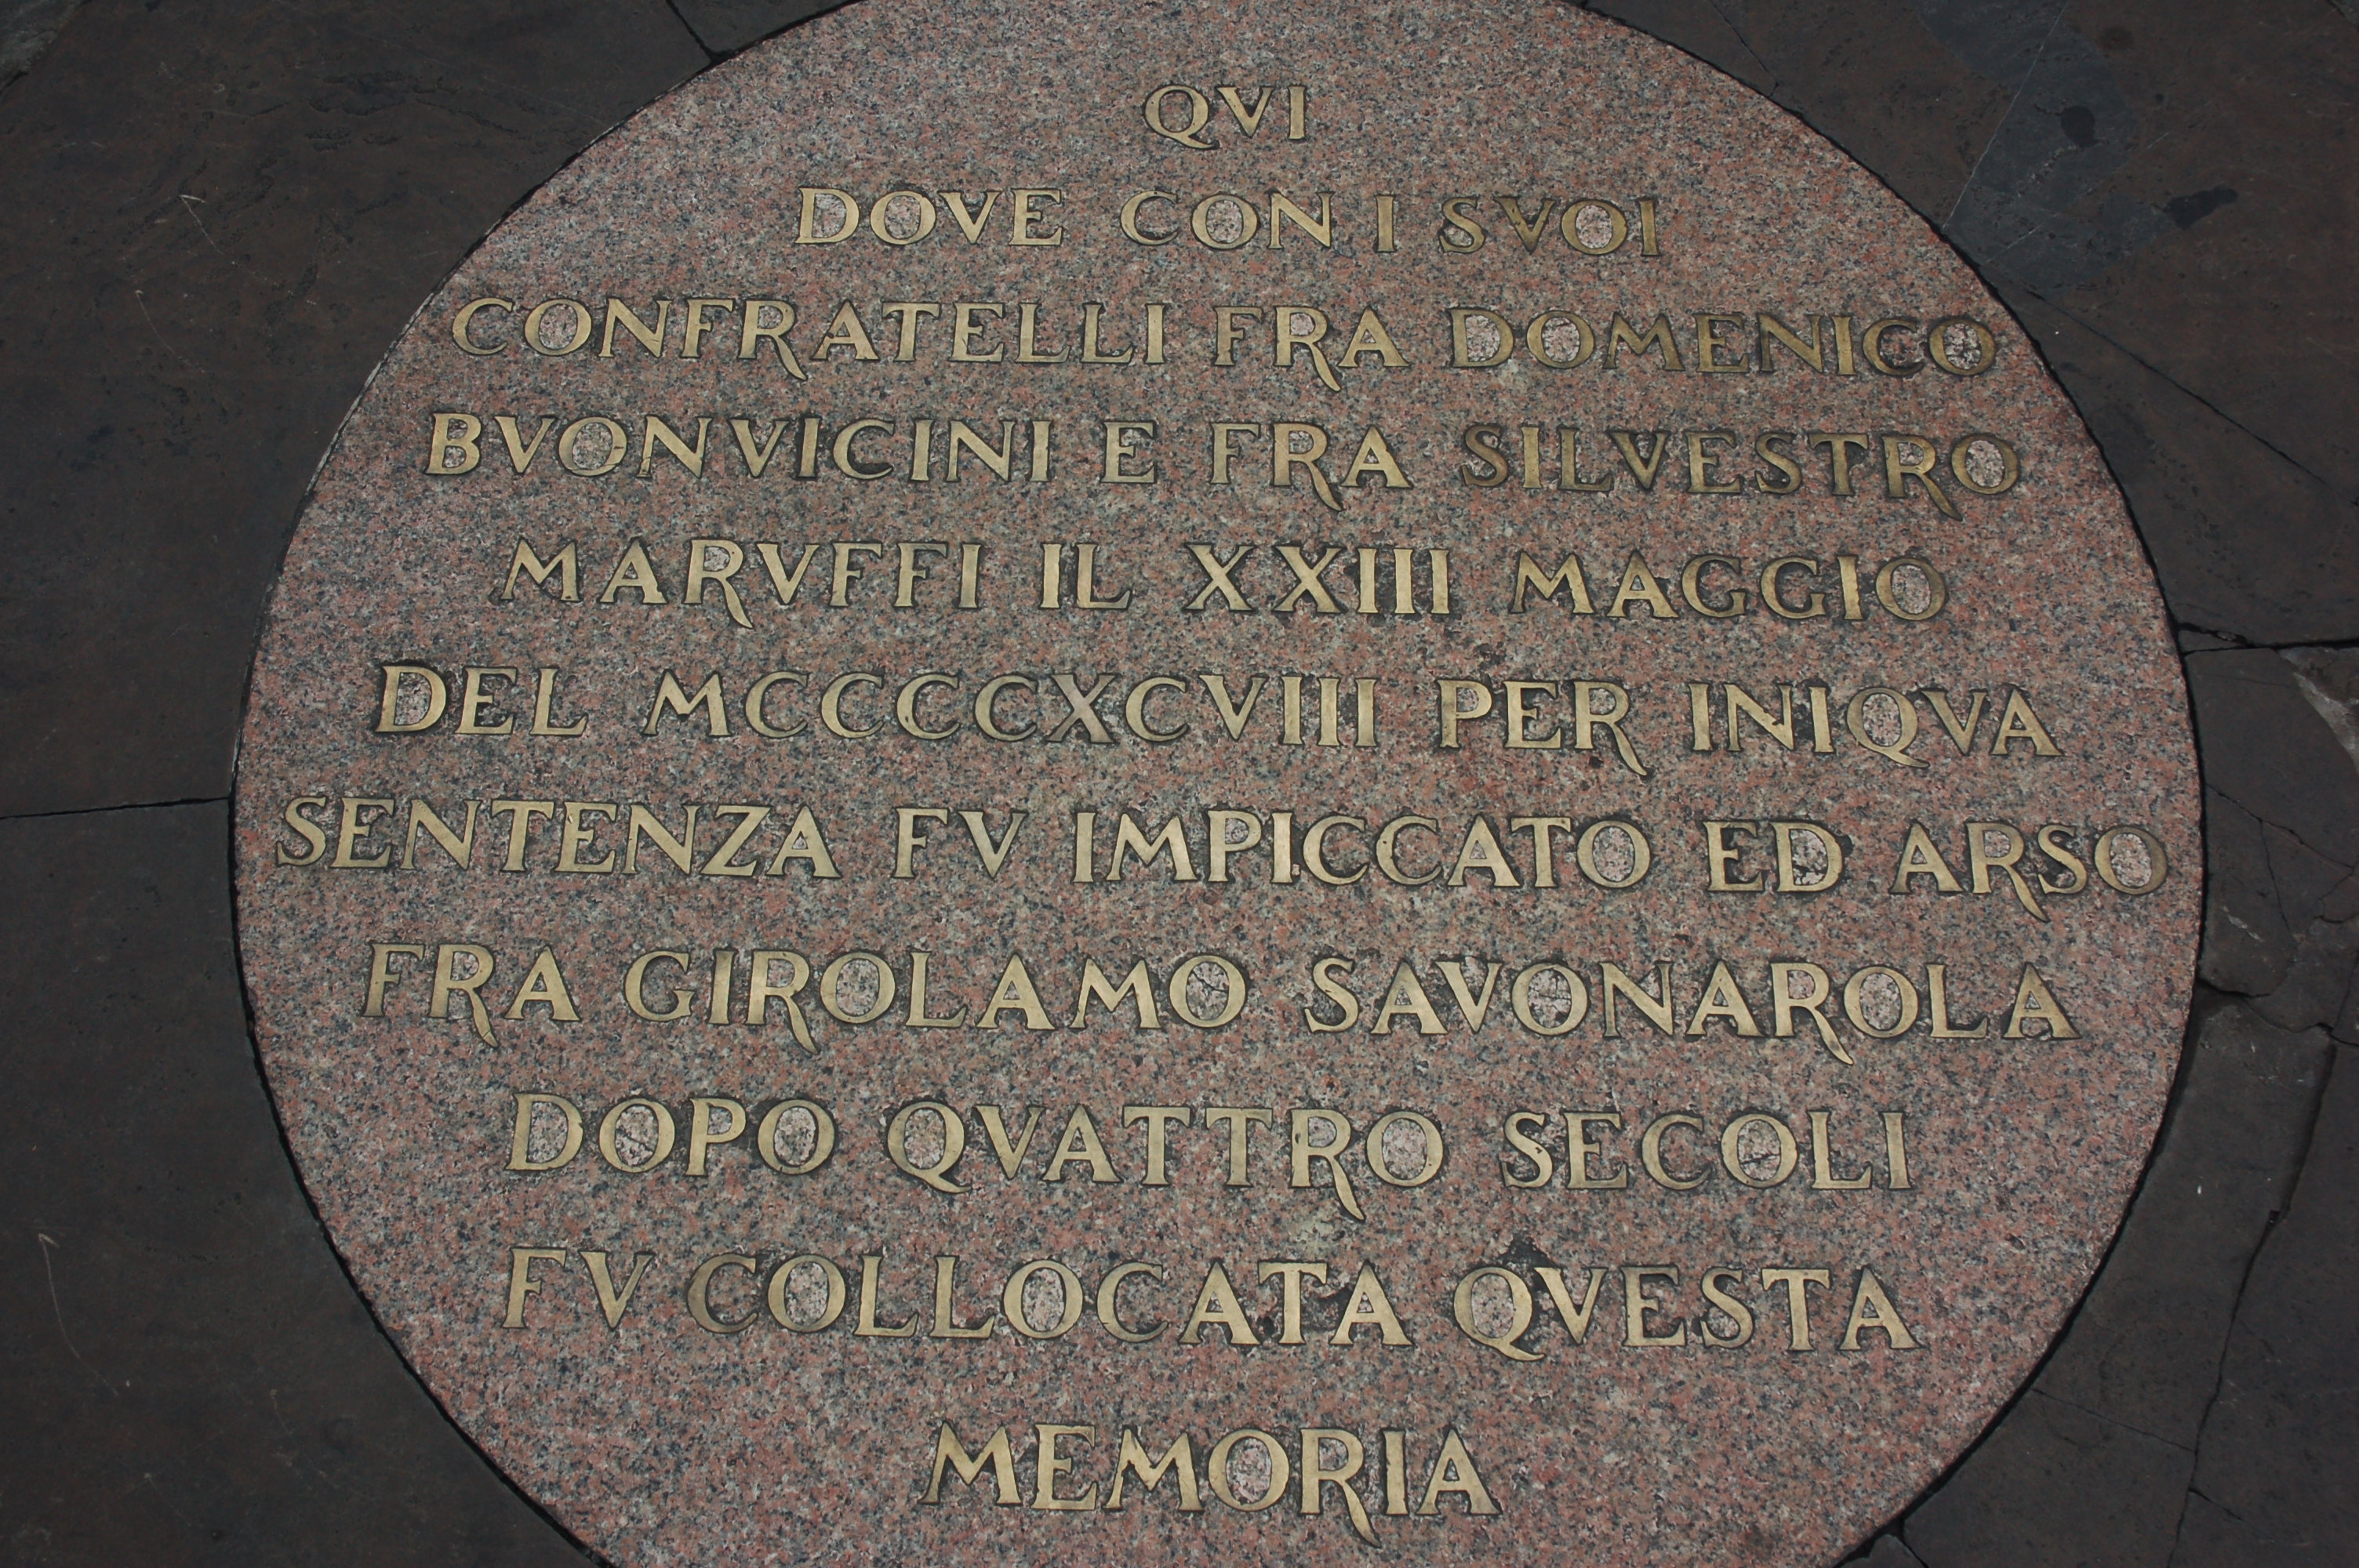 QVI
DOVE CON I SVOI
CONFRATELLI FRA DOMENICO
BVONVICINI E FRA SILVESTRO
MARVFFI IL XXIII MAGGIO
DEL MCCCCXCVIII PER INIQVA
SENTENZA FV IMPICCATO ED ARSO
FRA GIROLAMO SAVONAROLA
DOPO QVATTRO SECOLI
FV COLLOCATA QVESTA
MEMORIA